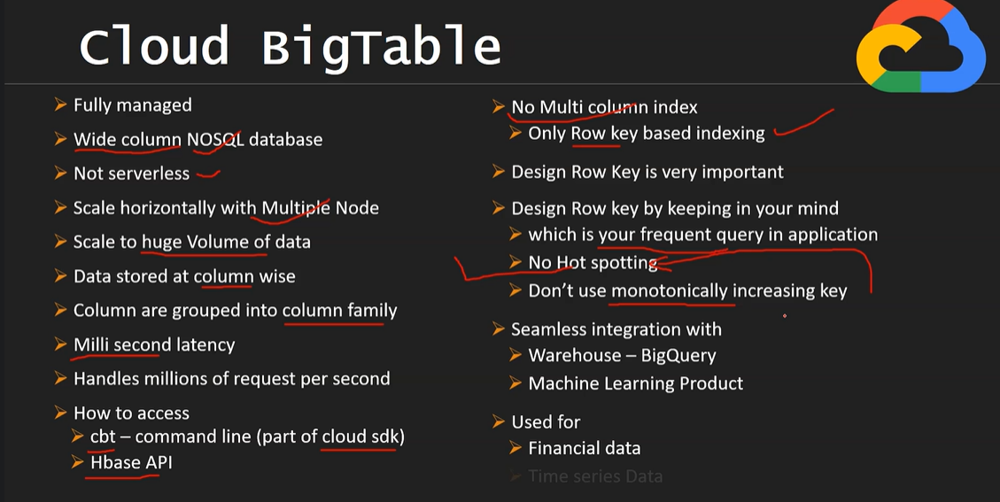 Cloud BigTable
Fully managed
Wide column NOSQL database
Not serverless
Scale horizontally with Multiple Node
Scale to huge Volume of data
Data stored at column wise
Column are grouped into column family
Milli second latency
Handles millions of request per second
How to access
cbt – command line (part of cloud sdk)
Hbase API
No Multi column index
Only Row key based indexing
Design Row Key is very important
Design Row key by keeping in your mind
which is your frequent query in application
No Hot spotting
Don't use monotonically increasing key
Seamless integration with
Warehouse – BigQuery
Machine Learning Product
Used for
Financial data
Time series Data